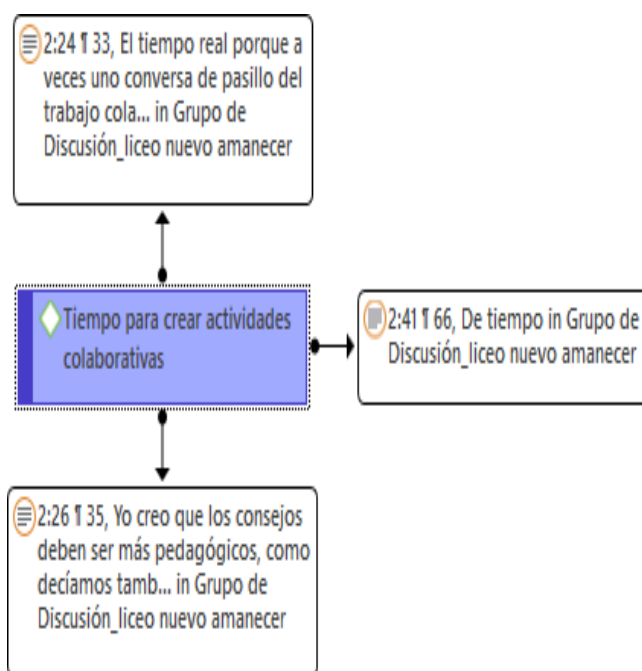 2:24 ¶ 33, El tiempo real porque a
veces uno conversa de pasillo del
trabajo cola... in Grupo de
Discusión_liceo nuevo amanecer
Tiempo para crear actividades
colaborativas
2:41 ¶ 66, De tiempo in Grupo de
Discusión_liceo nuevo amanecer
2:26 ¶ 35, Yo creo que los consejos
deben ser más pedagógicos, como
decíamos tamb... in Grupo de
Discusión_liceo nuevo amanecer